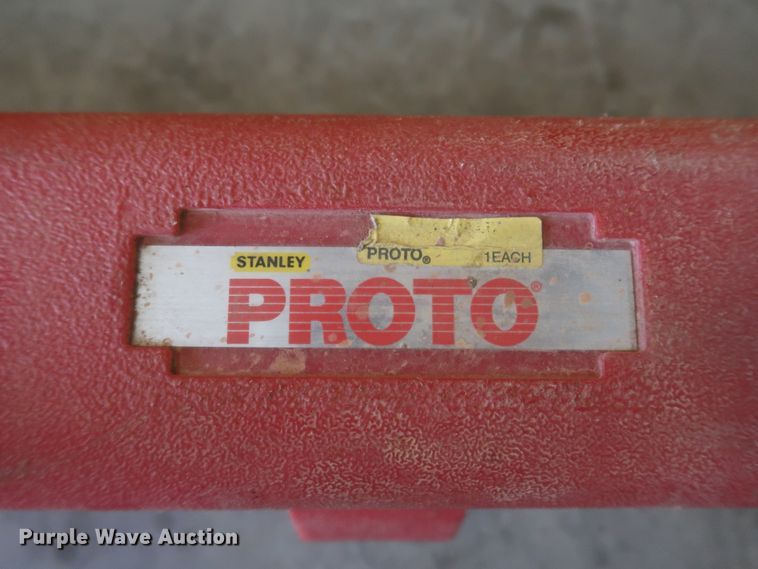 PROTO® 1EACH
STANLEY
PROTO®
Purple Wave Auction